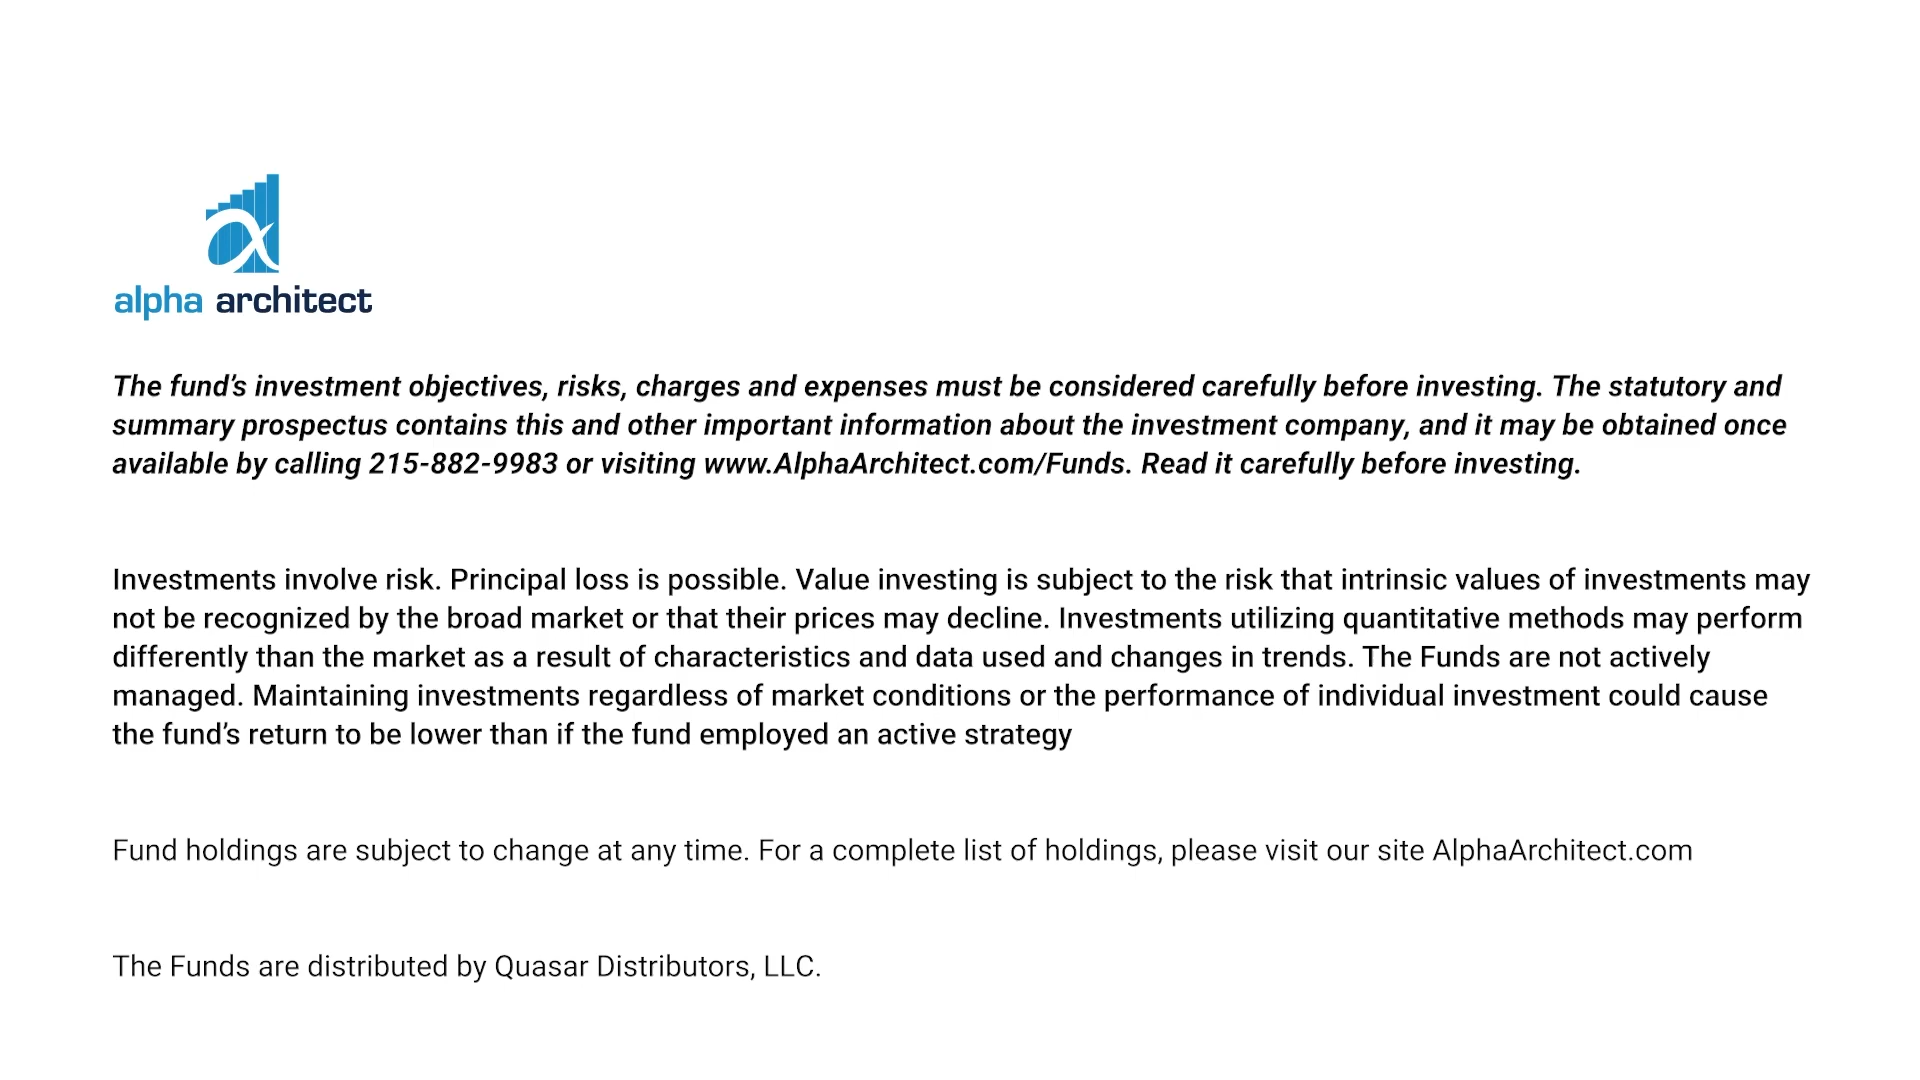 alpha architect
The fund’s investment objectives, risks, charges and expenses must be considered carefully before investing. The statutory and
summary prospectus contains this and other important information about the investment company, and it may be obtained once
available by calling 215-882-9983 or visiting www.AlphaArchitect.com/Funds. Read it carefully before investing.
Investments involve risk. Principal loss is possible. Value investing is subject to the risk that intrinsic values of investments may
not be recognized by the broad market or that their prices may decline. Investments utilizing quantitative methods may perform
differently than the market as a result of characteristics and data used and changes in trends. The Funds are not actively
managed. Maintaining investments regardless of market conditions or the performance of individual investment could cause
the fund’s return to be lower than if the fund employed an active strategy
Fund holdings are subject to change at any time. For a complete list of holdings, please visit our site AlphaArchitect.com
The Funds are distributed by Quasar Distributors, LLC.